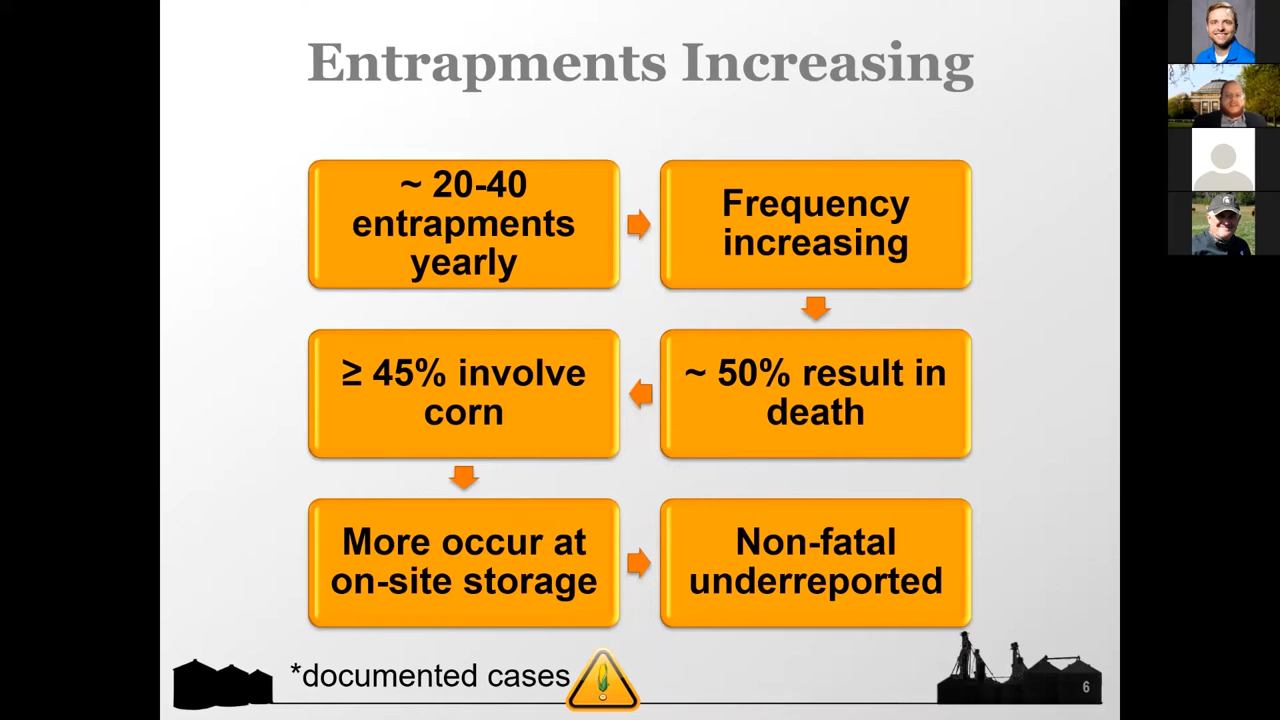 Entrapments Increasing
~ 20-40
entrapments
yearly
Frequency
increasing
~ 50% result in
death
≥ 45% involve
corn
More occur at
on-site storage
Non-fatal
underreported
*documented cases
6